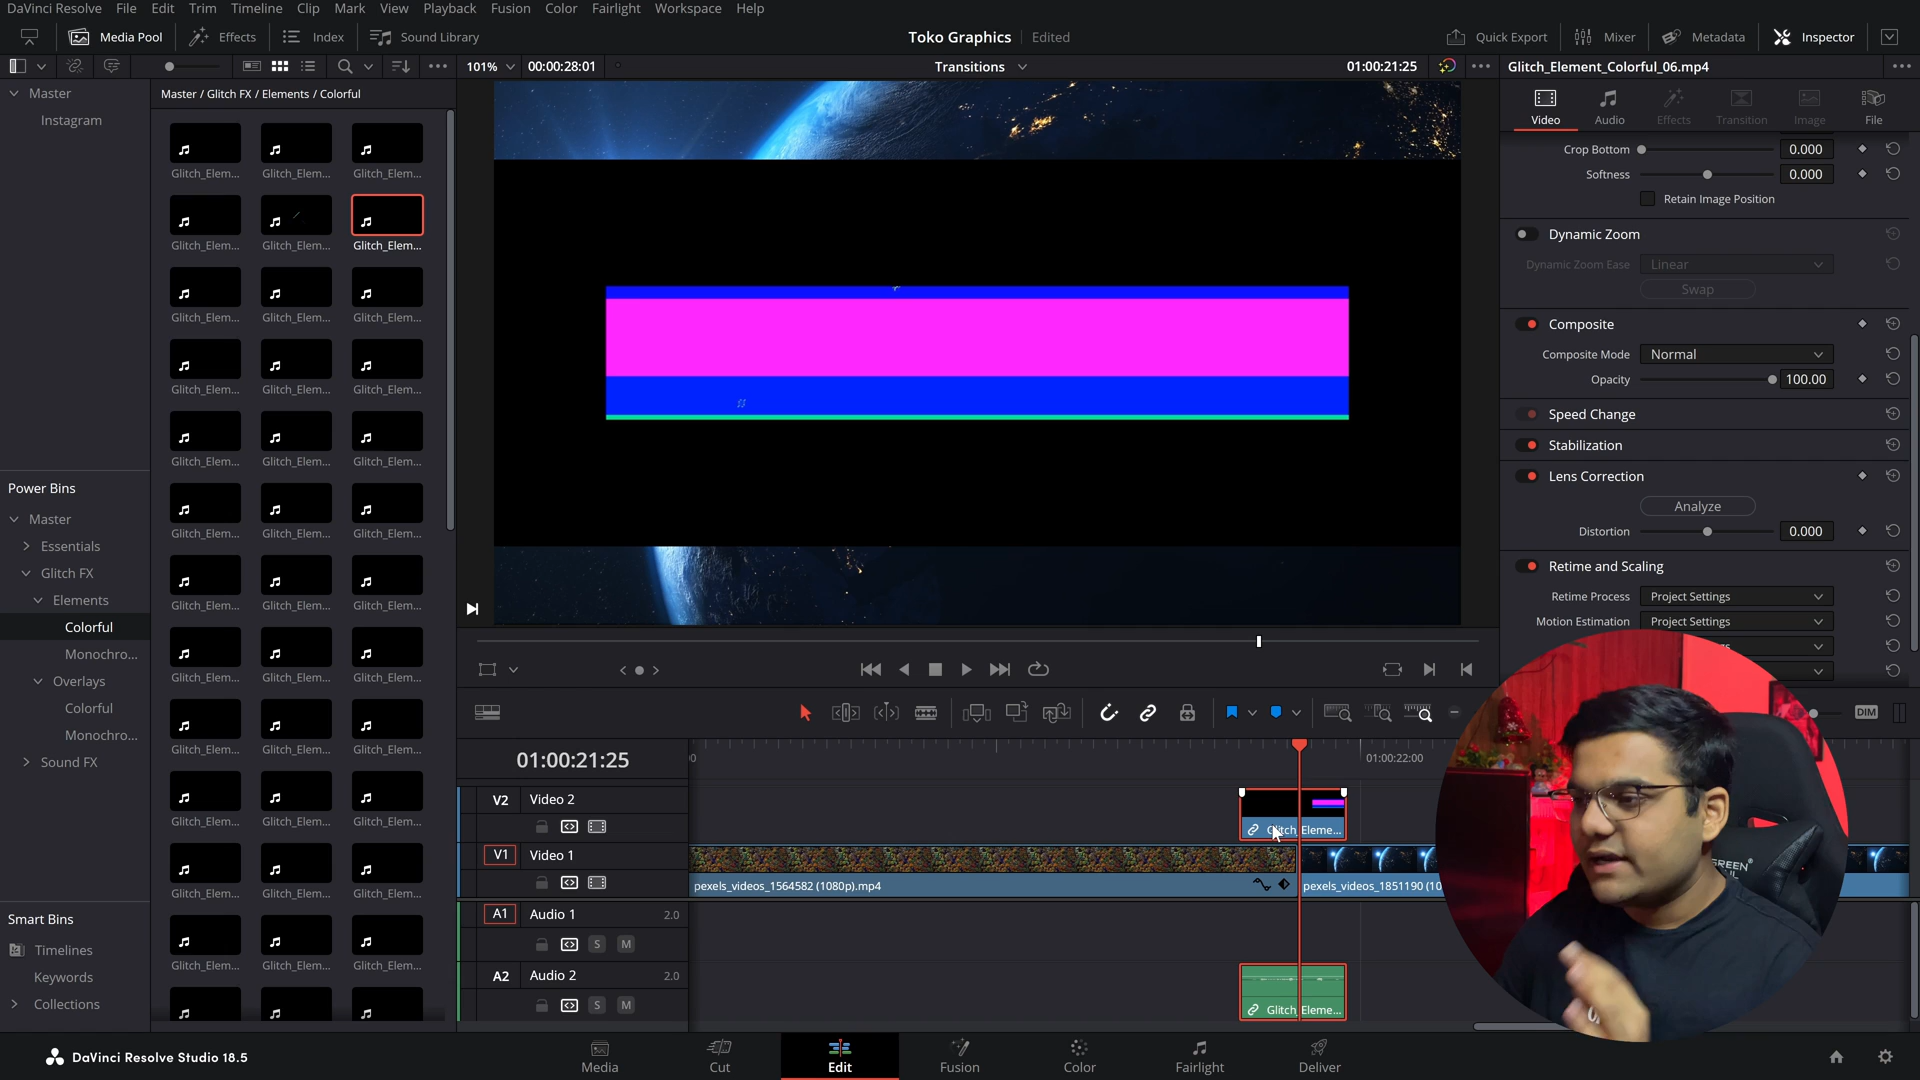 DaVinci Resolve File Edit Trim Timeline Clip Mark View Playback Fusion Color Fairlight Workspace Help
Media Pool Effects Index Sound Library Toko Graphics Edited Quick Export Mixer Metadata Inspector
101% 00:00:28:01 Transitions 01:00:21:25 Glitch_Element_Colorful_06.mp4
Master
Instagram
Master / Glitch FX / Elements / Colorful
Glitch_Elem... Glitch_Elem... Glitch_Elem...
Glitch_Elem... Glitch_Elem... Glitch_Elem...
Glitch_Elem... Glitch_Elem... Glitch_Elem...
Glitch_Elem... Glitch_Elem... Glitch_Elem...
Glitch_Elem... Glitch_Elem... Glitch_Elem...
Glitch_Elem... Glitch_Elem... Glitch_Elem...
Glitch_Elem... Glitch_Elem... Glitch_Elem...
Glitch_Elem... Glitch_Elem... Glitch_Elem...
Glitch_Elem... Glitch_Elem... Glitch_Elem...
Glitch_Elem... Glitch_Elem... Glitch_Elem...
Glitch_Elem... Glitch_Elem... Glitch_Elem...
Glitch_Elem... Glitch_Elem... Glitch_Elem...
Power Bins
Master
Essentials
Glitch FX
Elements
Colorful
Monochro...
Overlays
Colorful
Monochro...
Sound FX
Smart Bins
Timelines
Keywords
Collections
Video Audio Effects Transition Image File
Crop Bottom 0.000
Softness 0.000
Retain Image Position
Dynamic Zoom
Dynamic Zoom Ease Linear
Swap
Composite
Composite Mode Normal
Opacity 100.00
Speed Change
Stabilization
Lens Correction
Analyze
Distortion 0.000
Retime and Scaling
Retime Process Project Settings
Motion Estimation Project Settings
DIM
01:00:21:25 01:00:22:00
V2 Video 2
Glitch_Eleme...
V1 Video 1
pexels_videos_1564582 (1080p).mp4 pexels_videos_1851190 (10
A1 Audio 1 2.0
S M
A2 Audio 2 2.0
S M
Glitch_Eleme...
GREEN
DaVinci Resolve Studio 18.5
Media Cut Edit Fusion Color Fairlight Deliver